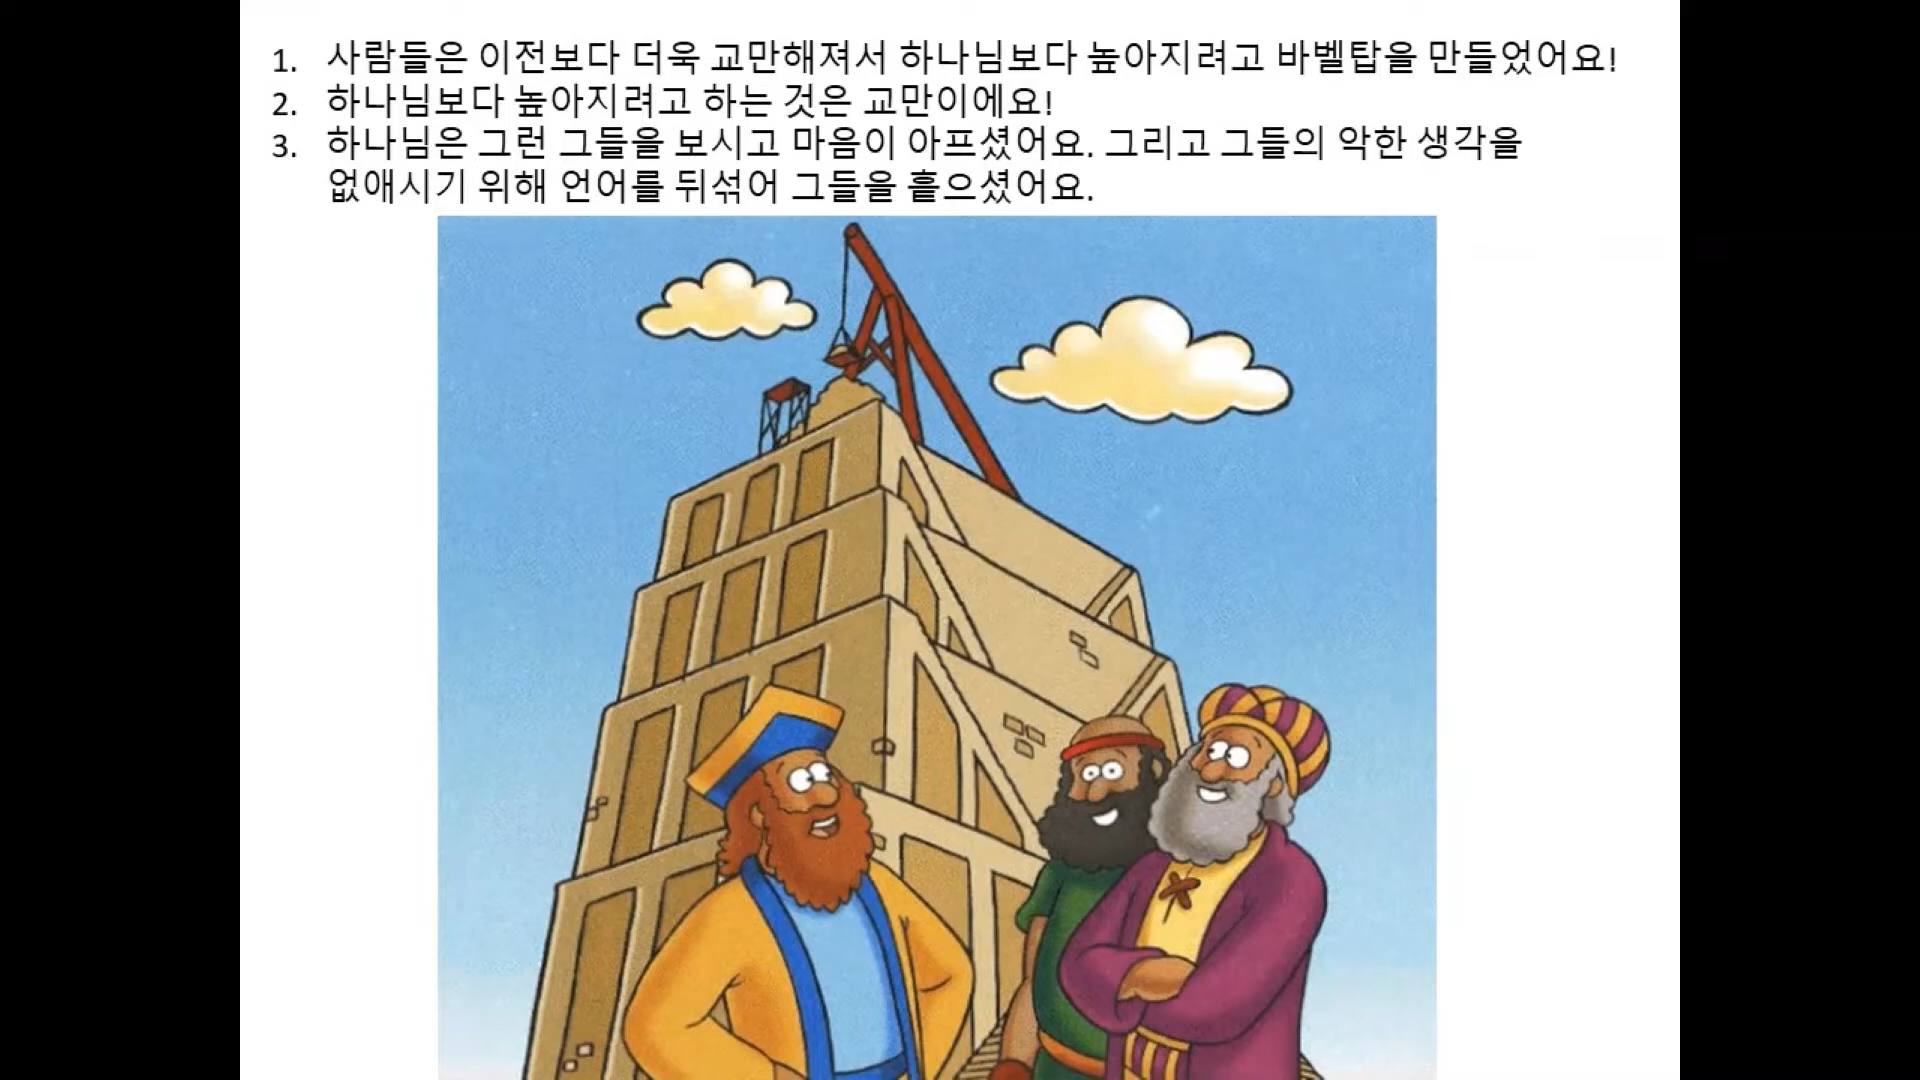 1. 사람들은 이전보다 더욱 교만해져서 하나님보다 높아지려고 바벨탑을 만들었어요!
2. 하나님보다 높아지려고 하는 것은 교만이에요!
3. 하나님은 그런 그들을 보시고 마음이 아프셨어요. 그리고 그들의 악한 생각을
없애시기 위해 언어를 뒤섞어 그들을 흩으셨어요.